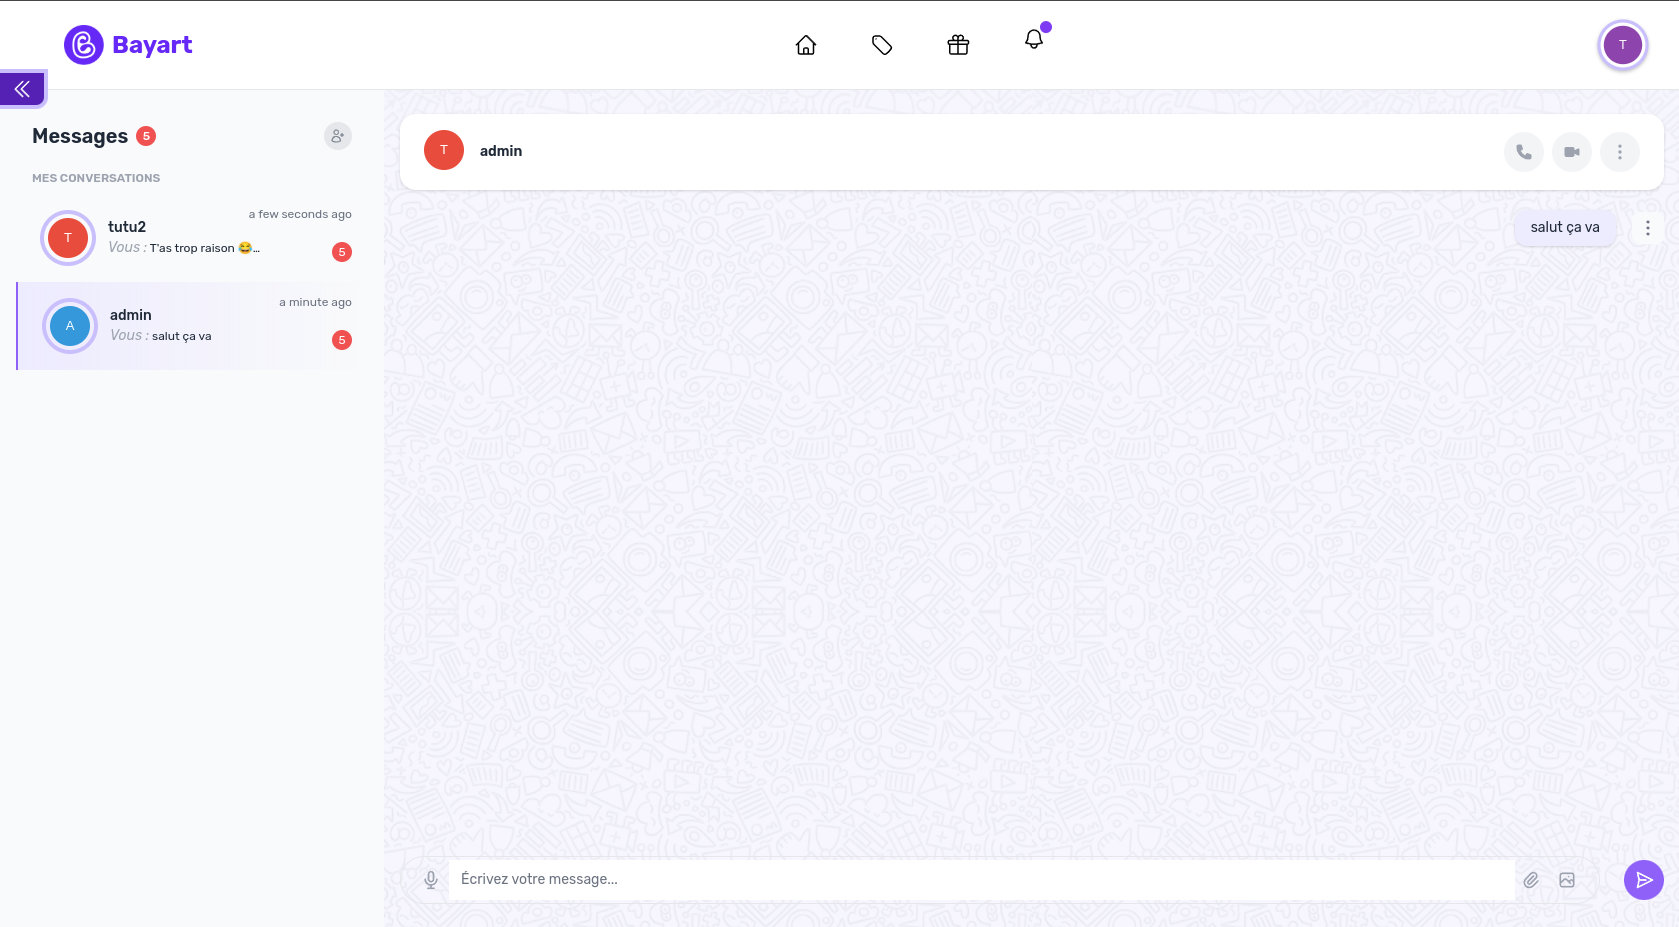 Bayart
T
Messages 5
MES CONVERSATIONS
T
tutu2
a few seconds ago
Vous : T'as trop raison 😂...
5
A
admin
a minute ago
Vous : salut ça va
5
T
admin
salut ça va
Écrivez votre message...